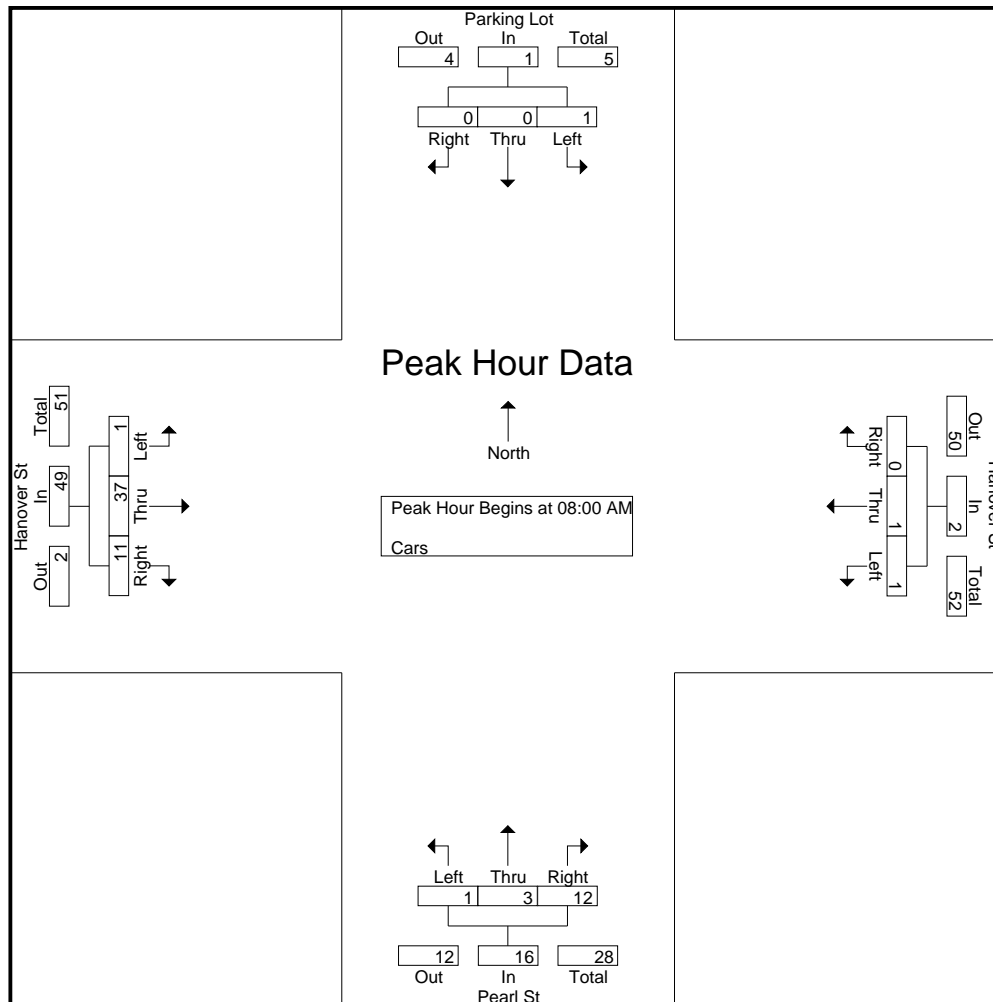 Parking Lot
Out In Total
4 1 5
0 0 1
Right Thru Left
Peak Hour Data
North
Peak Hour Begins at 08:00 AM
Cars
Hanover St
Total In Out
51 49 2
1 37 11
Left Thru Right
Right Thru Left
0 1 1
50 2 52
Out In Total
Hanover St
Left Thru Right
1 3 12
12 16 28
Out In Total
Pearl St